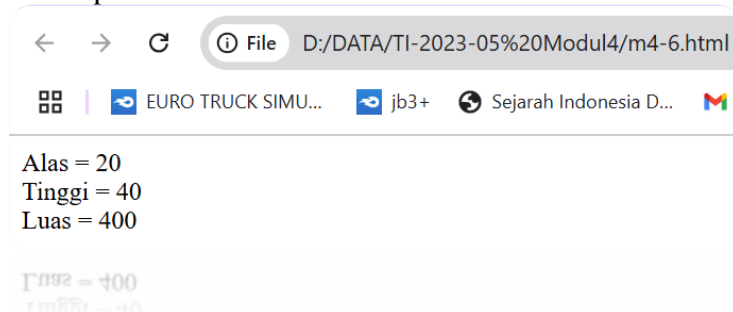 File D:/DATA/TI-2023-05%20Modul4/m4-6.html
EURO TRUCK SIMU... jb3+ Sejarah Indonesia D...
Alas = 20
Tinggi = 40
Luas = 400